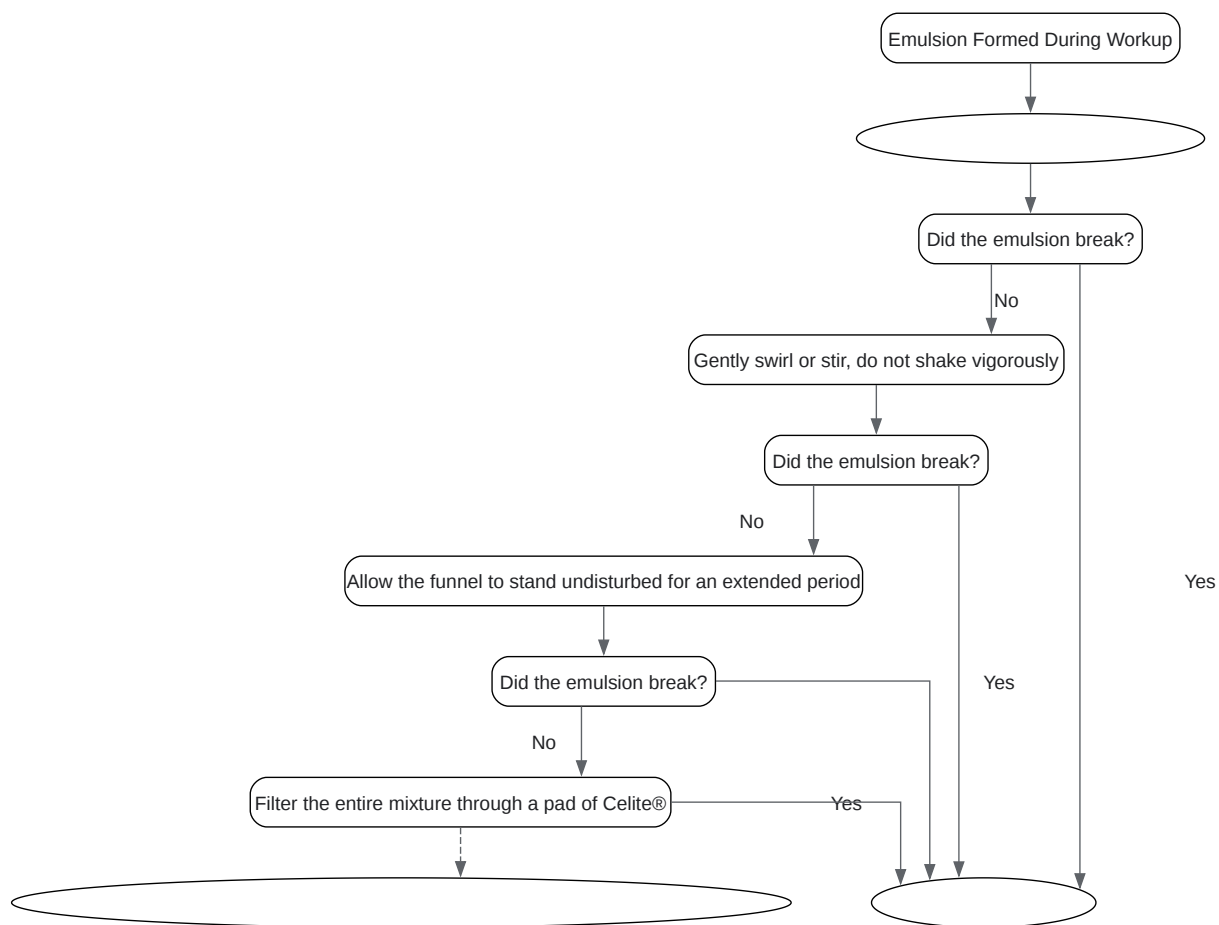 Emulsion Formed During Workup
Did the emulsion break?
No
Gently swirl or stir, do not shake vigorously
Did the emulsion break?
No
Allow the funnel to stand undisturbed for an extended period
Yes
Did the emulsion break?
Yes
No
Filter the entire mixture through a pad of Celite®
Yes